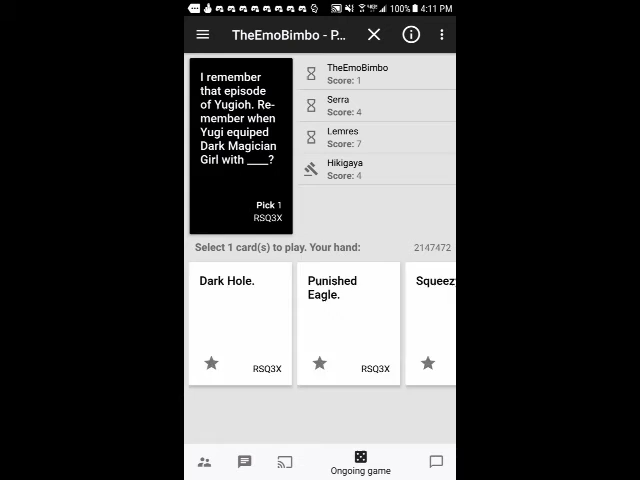 100% 4:11 PM
TheEmoBimbo - P...
I remember
that episode
of Yugioh. Re-
member when
Yugi equiped
Dark Magician
Girl with ____?
Pick 1
RSQ3X
TheEmoBimbo
Score: 1
Serra
Score: 4
Lemres
Score: 7
Hikigaya
Score: 4
Select 1 card(s) to play. Your hand:
2147472
Dark Hole.
RSQ3X
Punished
Eagle.
RSQ3X
Squeez
Ongoing game